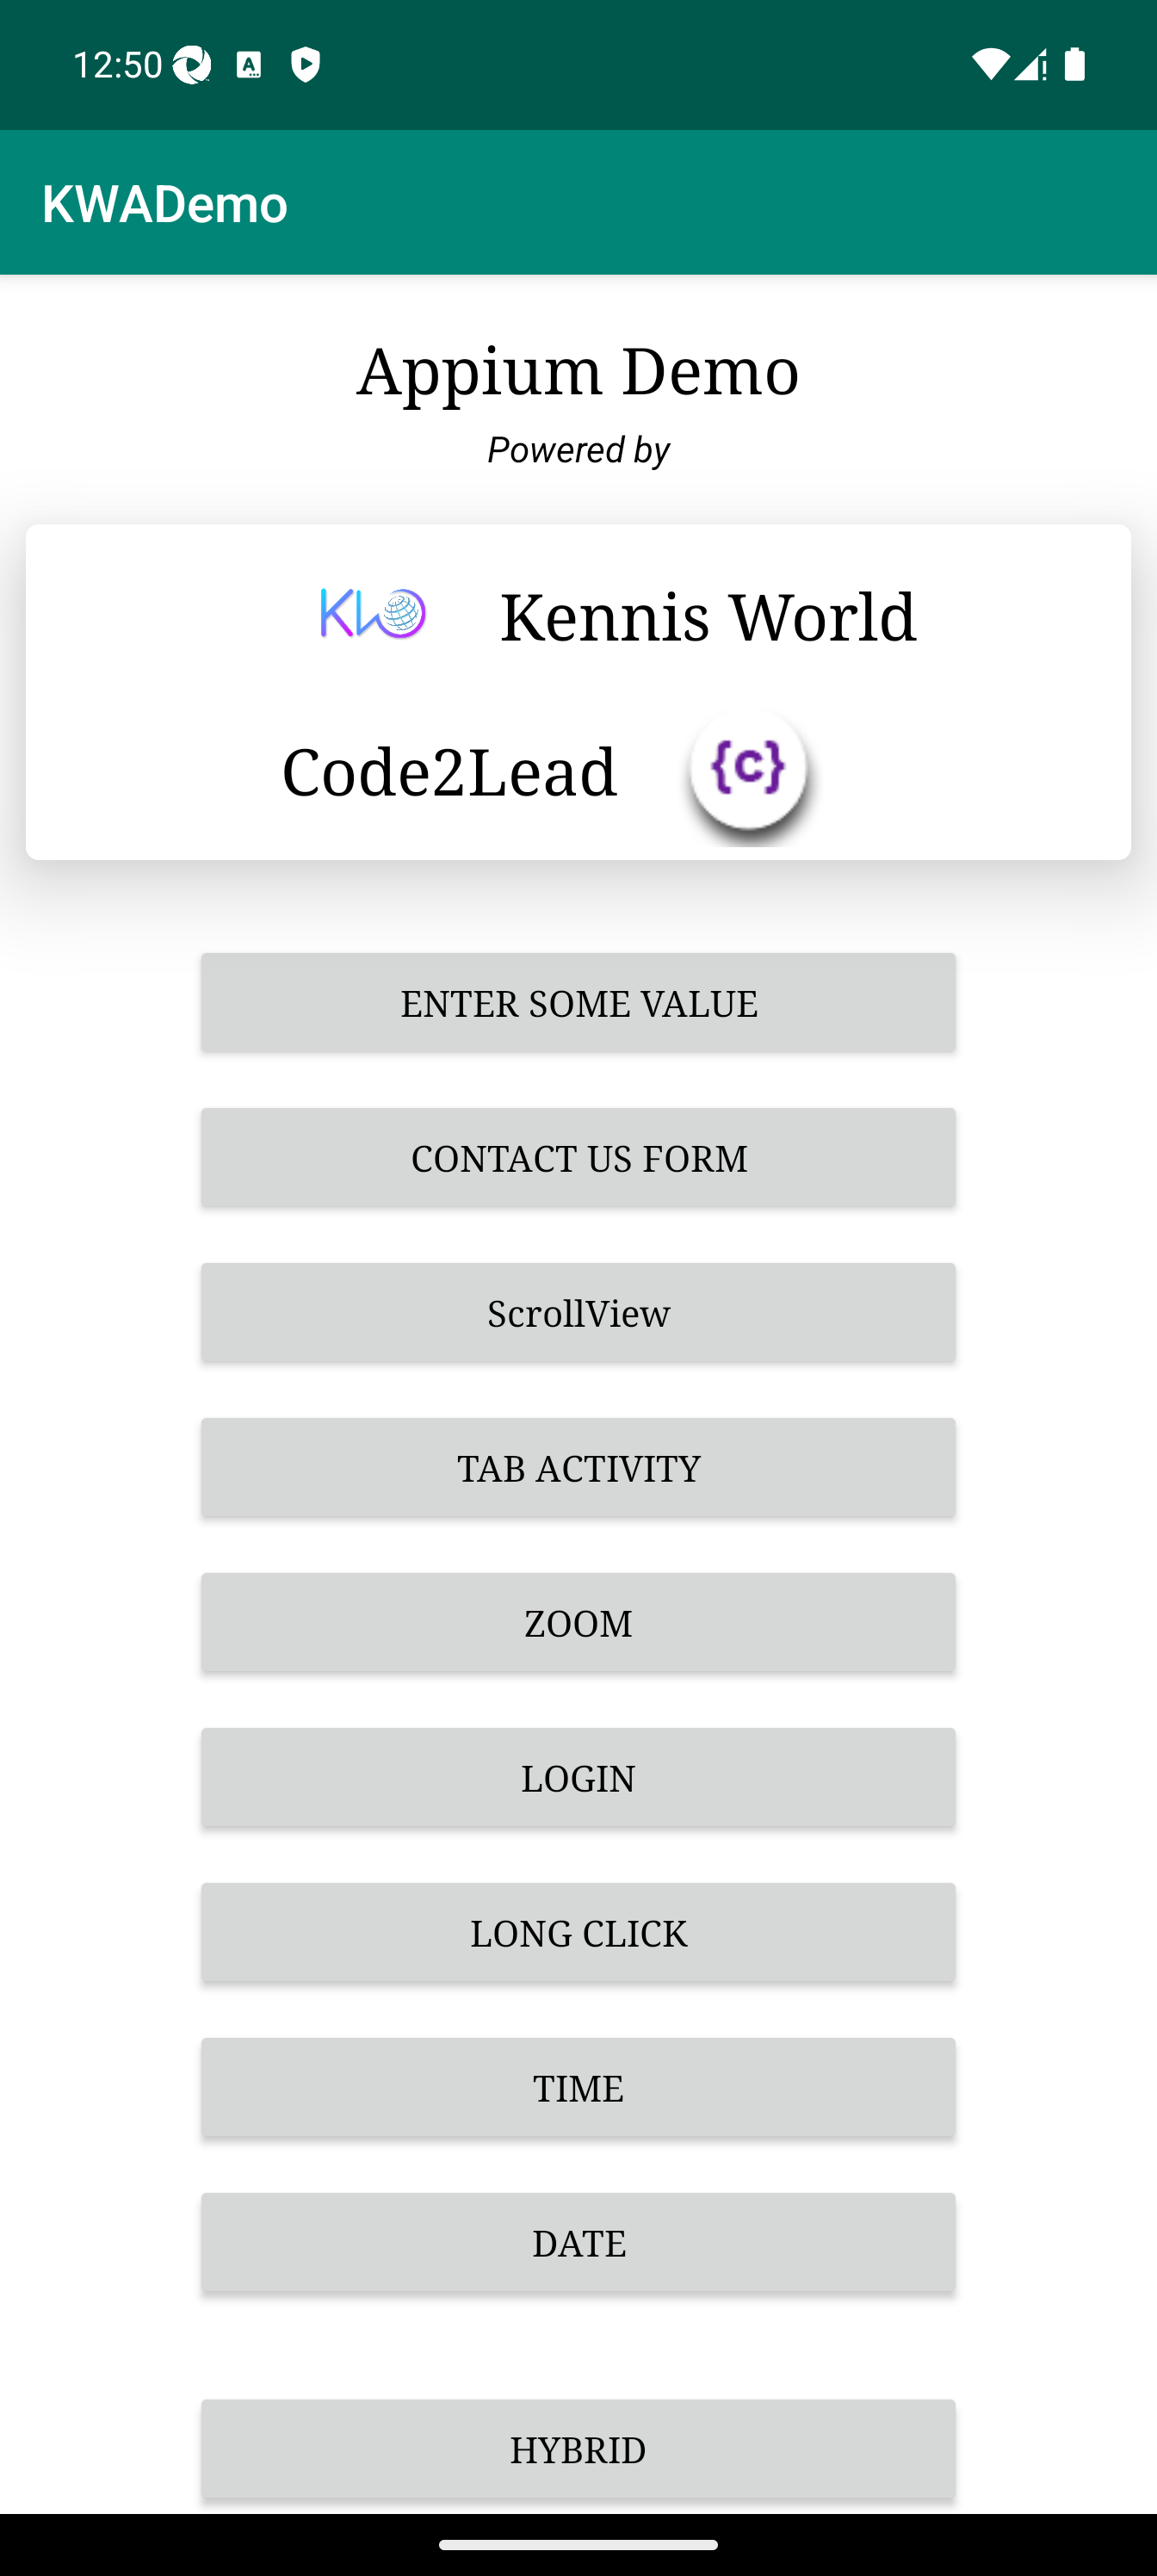 12:50
KWADemo
Appium Demo
Powered by
KWO Kennis World
Code2Lead {c}
ENTER SOME VALUE
CONTACT US FORM
ScrollView
TAB ACTIVITY
ZOOM
LOGIN
LONG CLICK
TIME
DATE
HYBRID